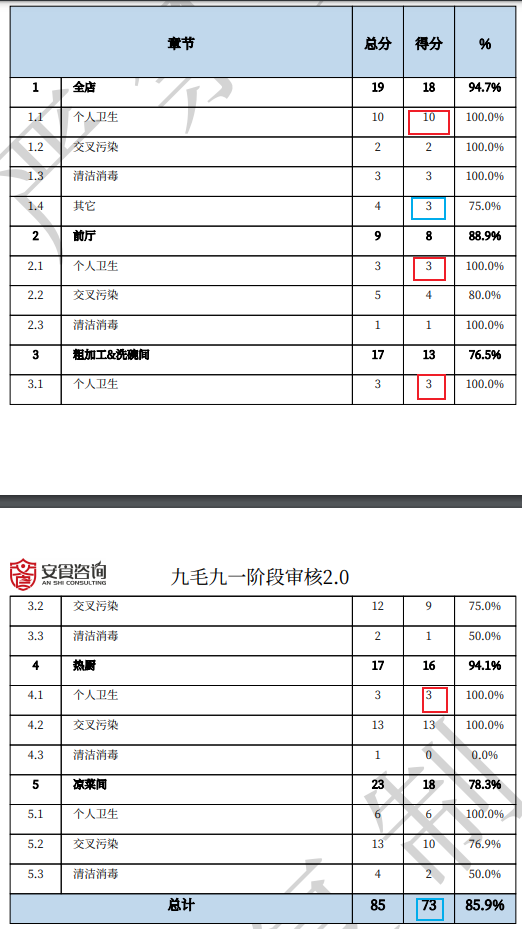 章节 总分 得分 %
1 全店 19 18 94.7%
1.1 个人卫生 10 10 100.0%
1.2 交叉污染 2 2 100.0%
1.3 清洁消毒 3 3 100.0%
1.4 其它 4 3 75.0%
2 前厅 9 8 88.9%
2.1 个人卫生 3 3 100.0%
2.2 交叉污染 5 4 80.0%
2.3 清洁消毒 1 1 100.0%
3 粗加工&洗碗间 17 13 76.5%
3.1 个人卫生 3 3 100.0%
安食咨询
AN SHI CONSULTING
九毛九一阶段审核2.0
3.2 交叉污染 12 9 75.0%
3.3 清洁消毒 2 1 50.0%
4 热厨 17 16 94.1%
4.1 个人卫生 3 3 100.0%
4.2 交叉污染 13 13 100.0%
4.3 清洁消毒 1 0 0.0%
5 凉菜间 23 18 78.3%
5.1 个人卫生 6 6 100.0%
5.2 交叉污染 13 10 76.9%
5.3 清洁消毒 4 2 50.0%
总计 85 73 85.9%